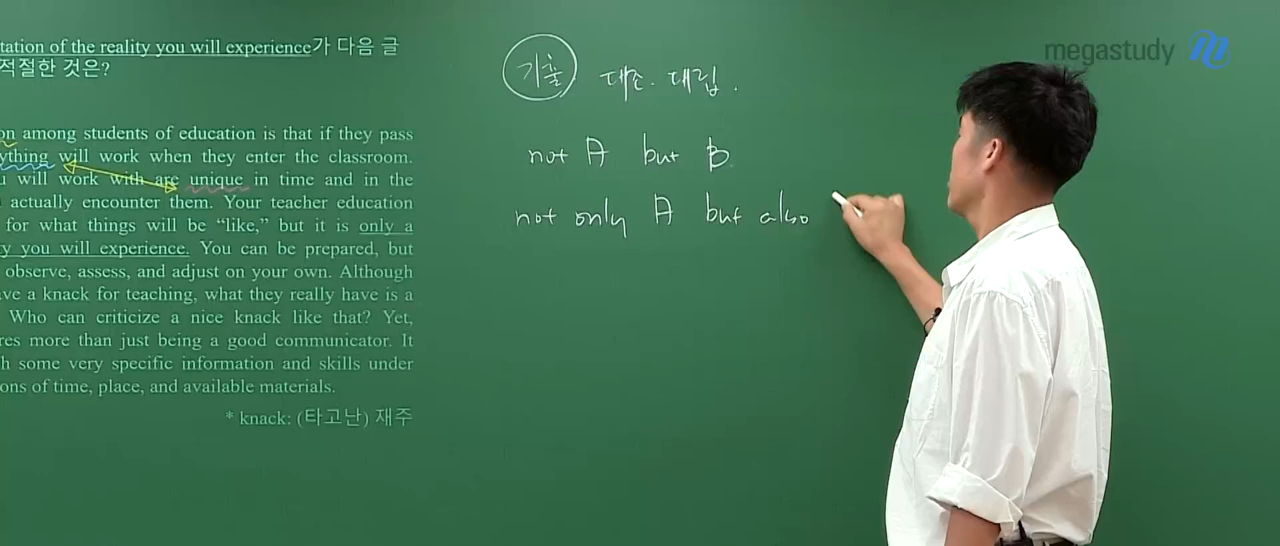 tation of the reality you will experience가 다음 글
적절한 것은?
on among students of education is that if they pass
ything will work when they enter the classroom.
u will work with are unique in time and in the
actually encounter them. Your teacher education
for what things will be “like,” but it is only a
ty you will experience. You can be prepared, but
observe, assess, and adjust on your own. Although
ave a knack for teaching, what they really have is a
Who can criticize a nice knack like that? Yet,
res more than just being a good communicator. It
h some very specific information and skills under
ons of time, place, and available materials.
* knack: (타고난) 재주
기출 대조. 대립.
not A but B
not only A but also
megastudy